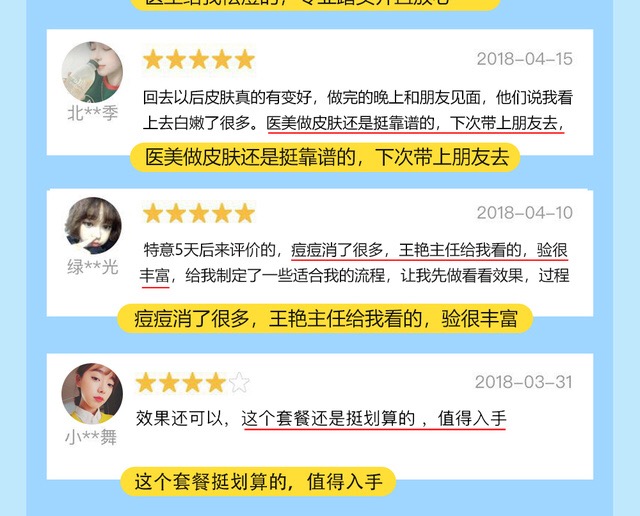 北**季
2018-04-15
回去以后皮肤真的有变好，做完的晚上和朋友见面，他们说我看
上去白嫩了很多。医美做皮肤还是挺靠谱的，下次带上朋友去，
医美做皮肤还是挺靠谱的，下次带上朋友去
绿**光
2018-04-10
特意5天后来评价的，痘痘消了很多，王艳主任给我看的，验很
丰富，给我制定了一些适合我的流程，让我先做看看效果，过程
痘痘消了很多，王艳主任给我看的，验很丰富
小**舞
2018-03-31
效果还可以，这个套餐还是挺划算的，值得入手
这个套餐挺划算的，值得入手